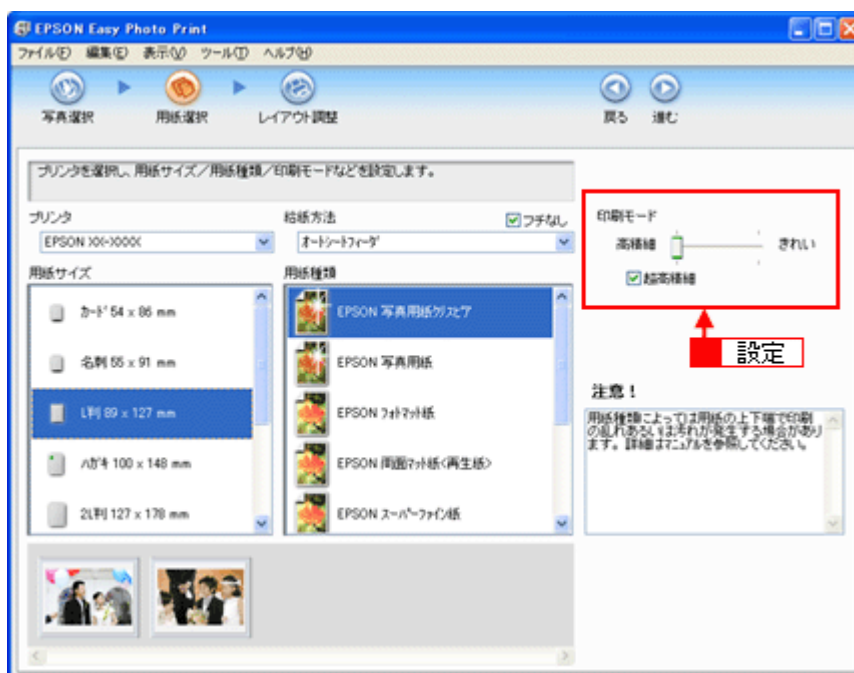 EPSON Easy Photo Print
ファイル(F) 編集(E) 表示(V) ツール(T) ヘルプ(H)
写真選択 用紙選択 レイアウト調整 戻る 進む
プリンタを選択し、用紙サイズ／用紙種類／印刷モードなどを設定します。
プリンタ 給紙方法 フチなし
EPSON XX-XXXX オートシートフィーダ
用紙サイズ 用紙種類
カード 54 x 86 mm
名刺 55 x 91 mm
L判 89 x 127 mm
ハガキ 100 x 148 mm
2L判 127 x 178 mm
EPSON 写真用紙クリスピア
EPSON 写真用紙
EPSON フォトマット紙
EPSON 両面マット紙<再生紙>
EPSON スーパーファイン紙
印刷モード
高精細 きれい
超高精細
設定
注意！
用紙種類によっては用紙の上下端で印刷
の乱れあるいは汚れが発生する場合があり
ます。詳細はマニュアルを参照してください。